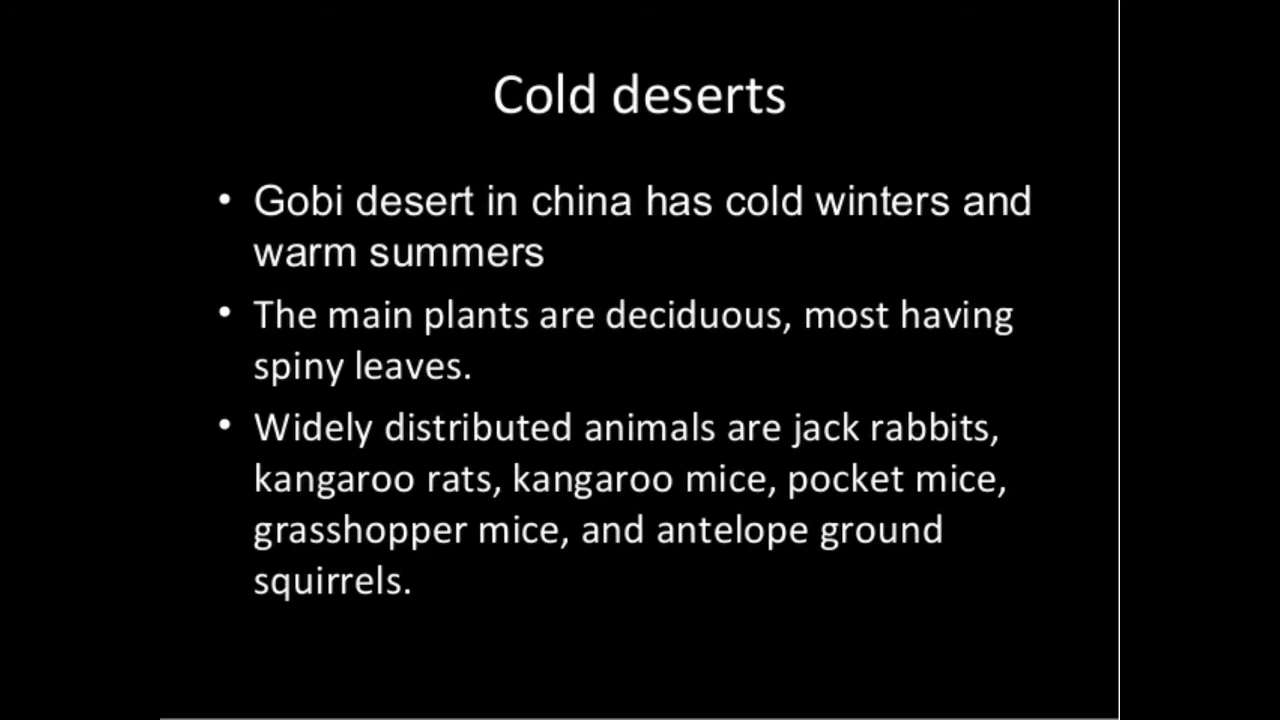 Cold deserts
• Gobi desert in china has cold winters and
warm summers
• The main plants are deciduous, most having
spiny leaves.
• Widely distributed animals are jack rabbits,
kangaroo rats, kangaroo mice, pocket mice,
grasshopper mice, and antelope ground
squirrels.